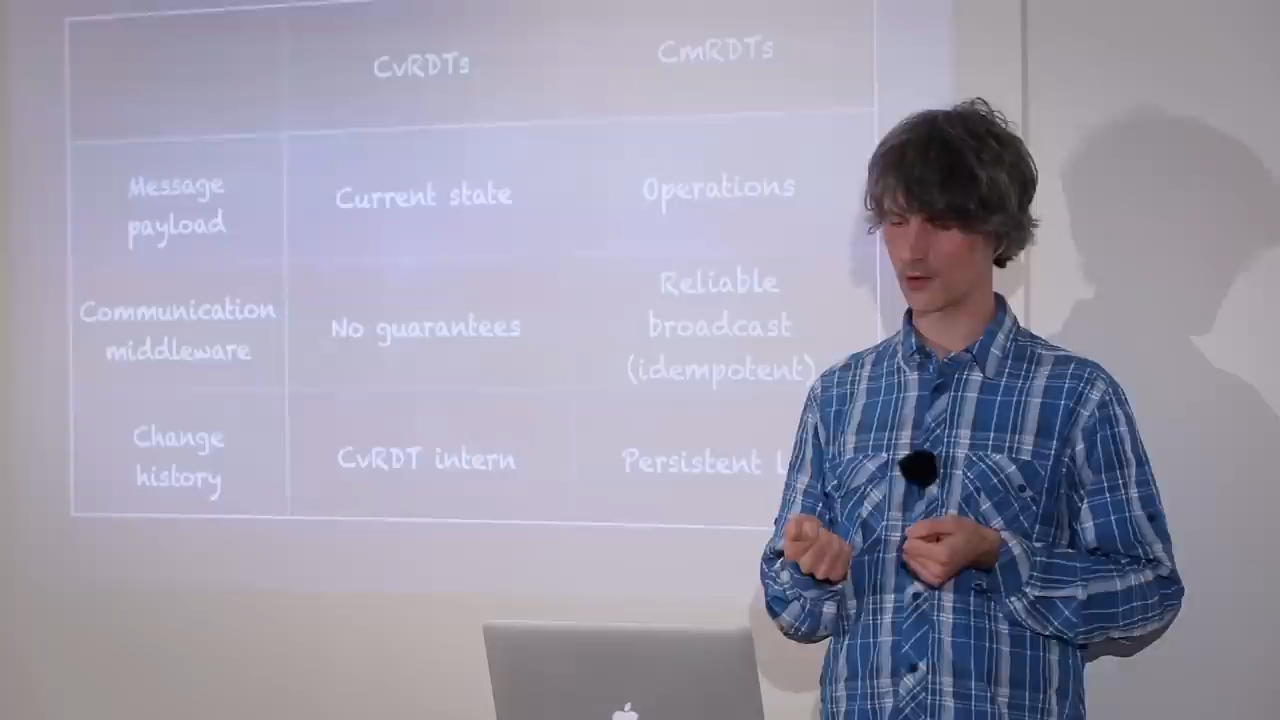 CvRDTs CmRDTs
Message
payload
Current state
Operations
Communication
middleware
No guarantees
Reliable
broadcast
(idempotent)
Change
history
CvRDT intern
Persistent